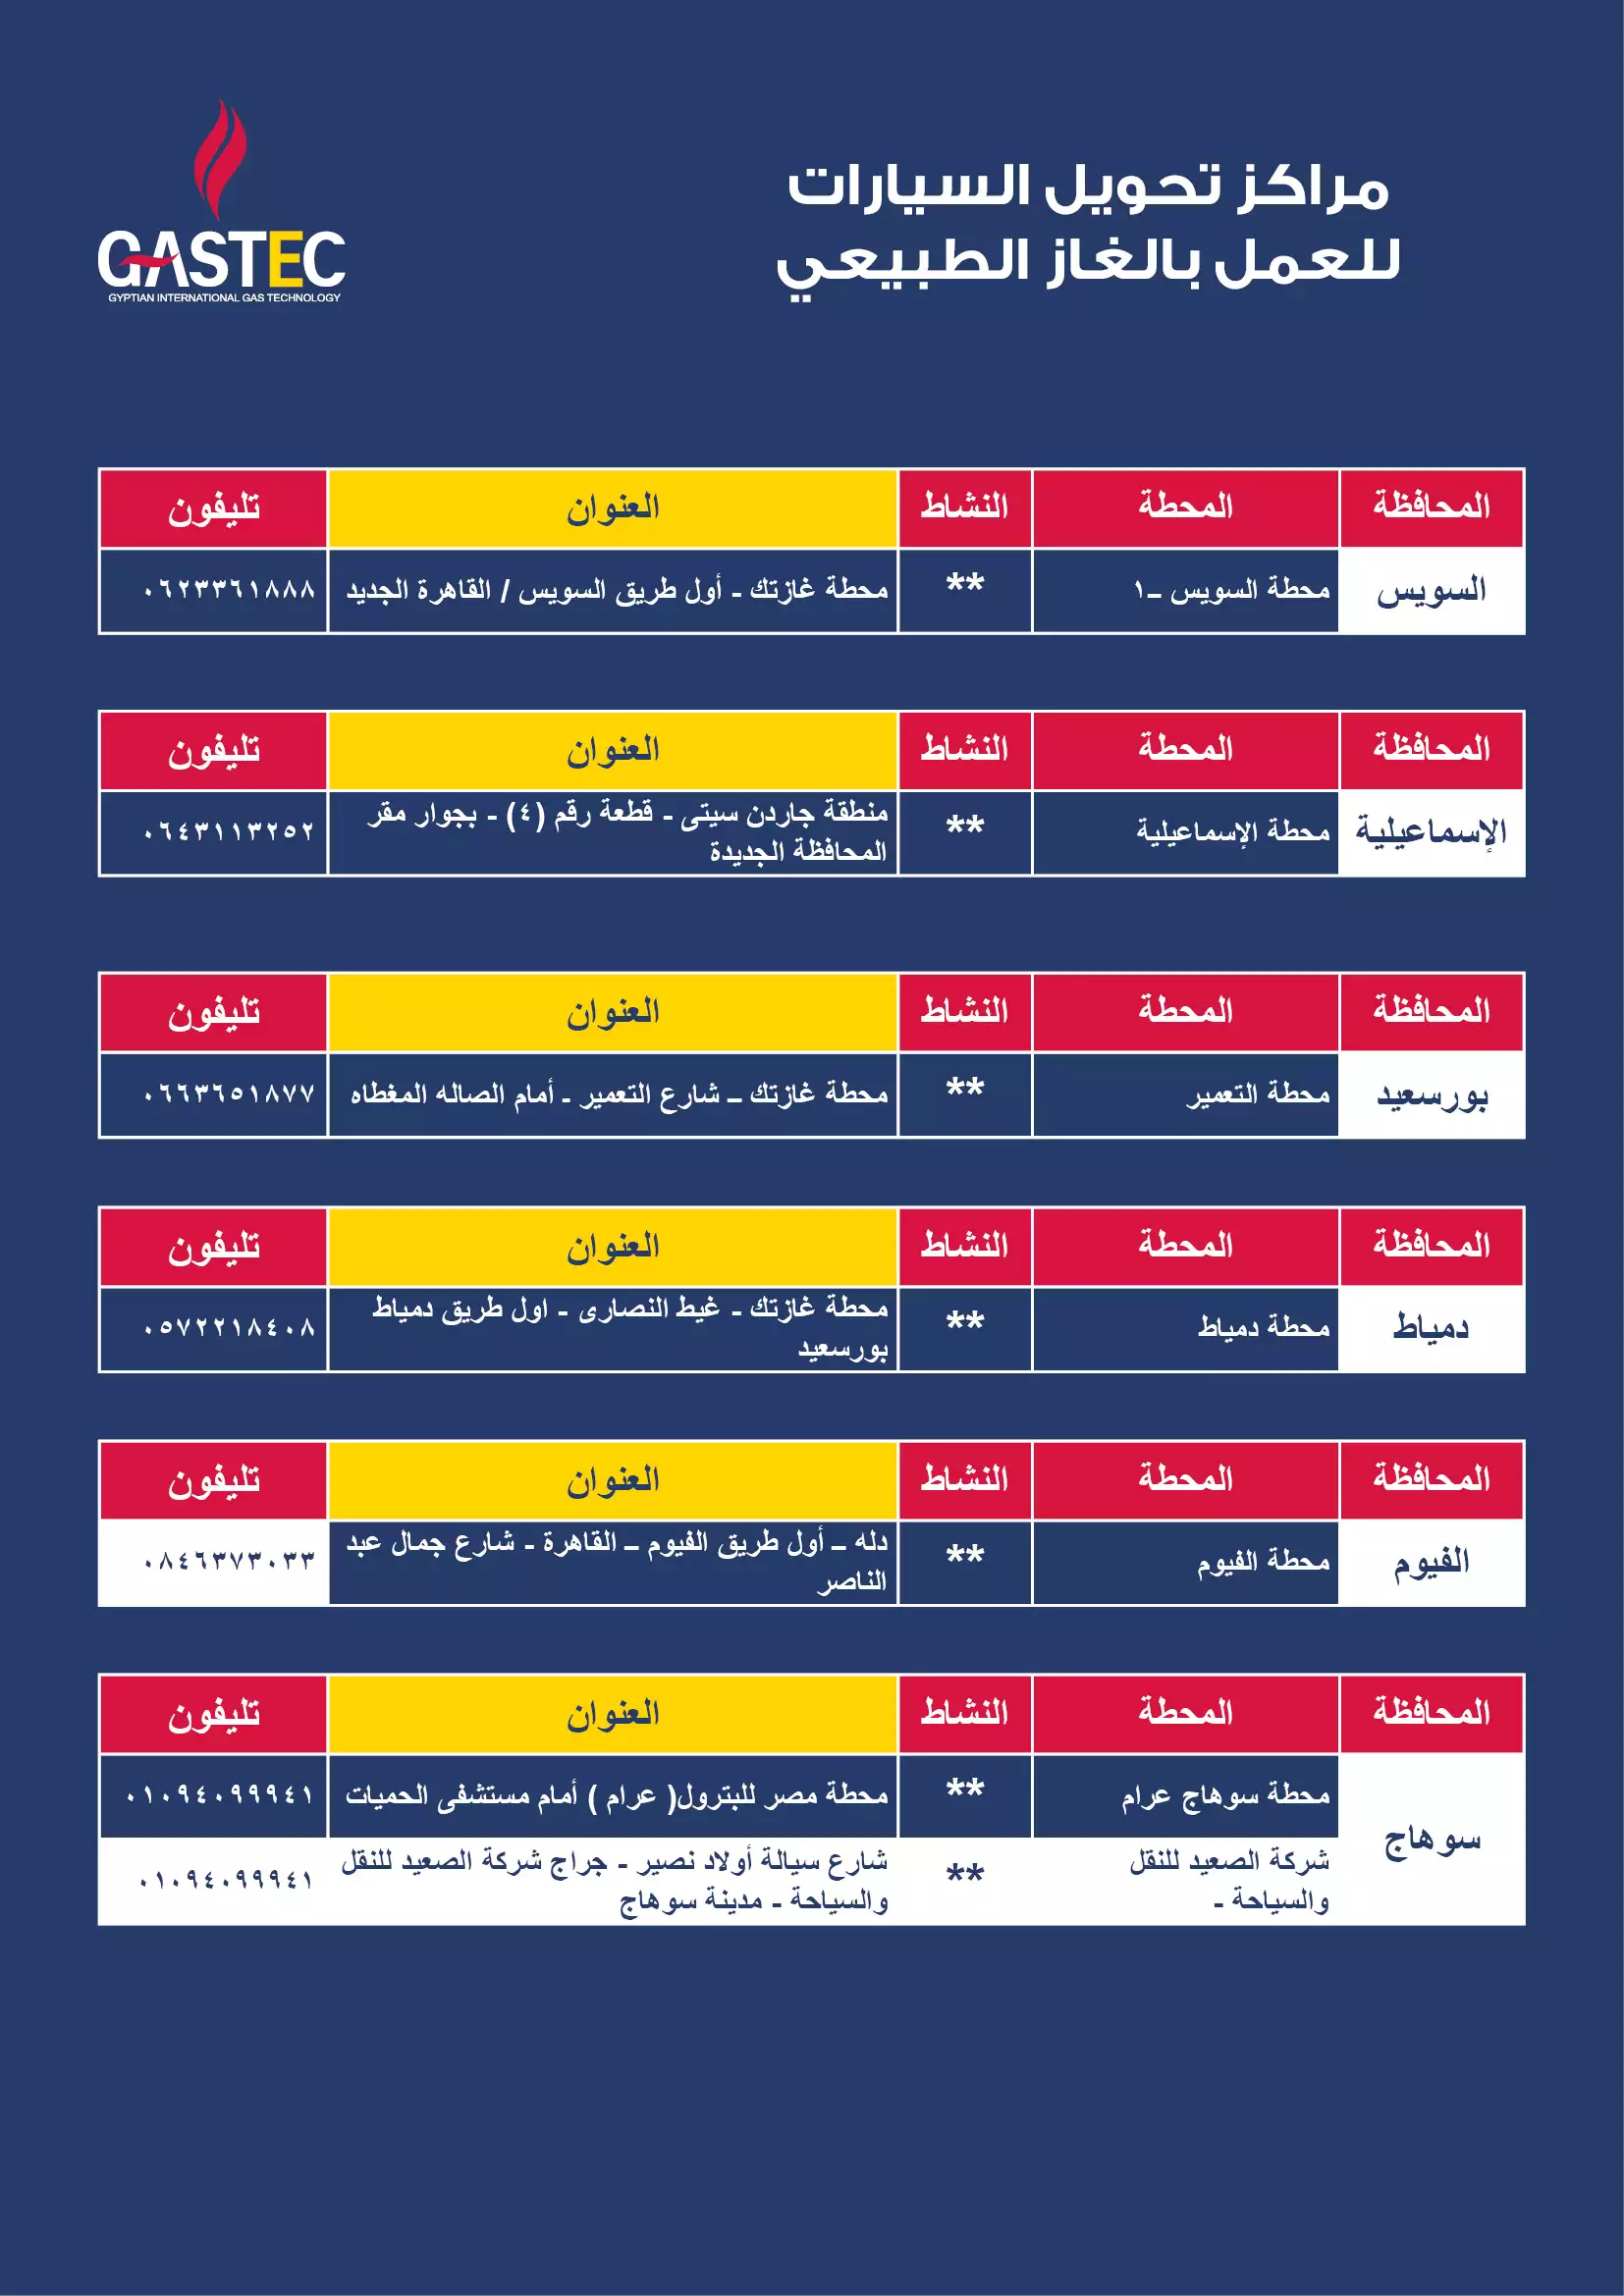 مراكز تحويل السيارات
للعمل بالغاز الطبيعي
GASTEC
GYPTIAN INTERNATIONAL GAS TECHNOLOGY
المحافظة المحطة النشاط العنوان تليفون
السويس محطة السويس –١ ** محطة غازتك - أول طريق السويس / القاهرة الجديد ٠٦٢٣٣٦١٨٨٨
المحافظة المحطة النشاط العنوان تليفون
الإسماعيلية محطة الإسماعيلية ** منطقة جاردن سيتى - قطعة رقم (٤) - بجوار مقر
المحافظة الجديدة ٠٦٤٣١١٣٢٥٢
المحافظة المحطة النشاط العنوان تليفون
بورسعيد محطة التعمير ** محطة غازتك – شارع التعمير - أمام الصاله المغطاه ٠٦٦٣٦٥١٨٧٧
المحافظة المحطة النشاط العنوان تليفون
دمياط محطة دمياط ** محطة غازتك - غيط النصارى - اول طريق دمياط
بورسعيد ٠٥٧٢٢١٨٤٠٨
المحافظة المحطة النشاط العنوان تليفون
الفيوم محطة الفيوم ** دله – أول طريق الفيوم – القاهرة - شارع جمال عبد
الناصر ٠٨٤٦٣٧٣٠٣٣
المحافظة المحطة النشاط العنوان تليفون
سوهاج محطة سوهاج عرام ** محطة مصر للبترول( عرام ) أمام مستشفى الحميات ٠١٠٩٤٠٩٩٩٤١
شركة الصعيد للنقل
والسياحة - ** شارع سيالة أولاد نصير - جراج شركة الصعيد للنقل
والسياحة - مدينة سوهاج ٠١٠٩٤٠٩٩٩٤١